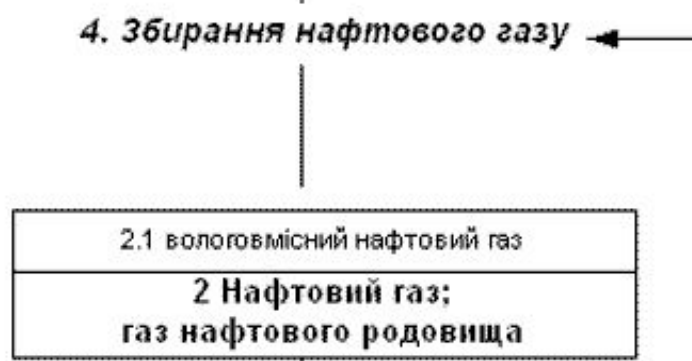 4. Збирання нафтового газу
2.1 вологовмісний нафтовий газ
2 Нафтовий газ;
газ нафтового родовища